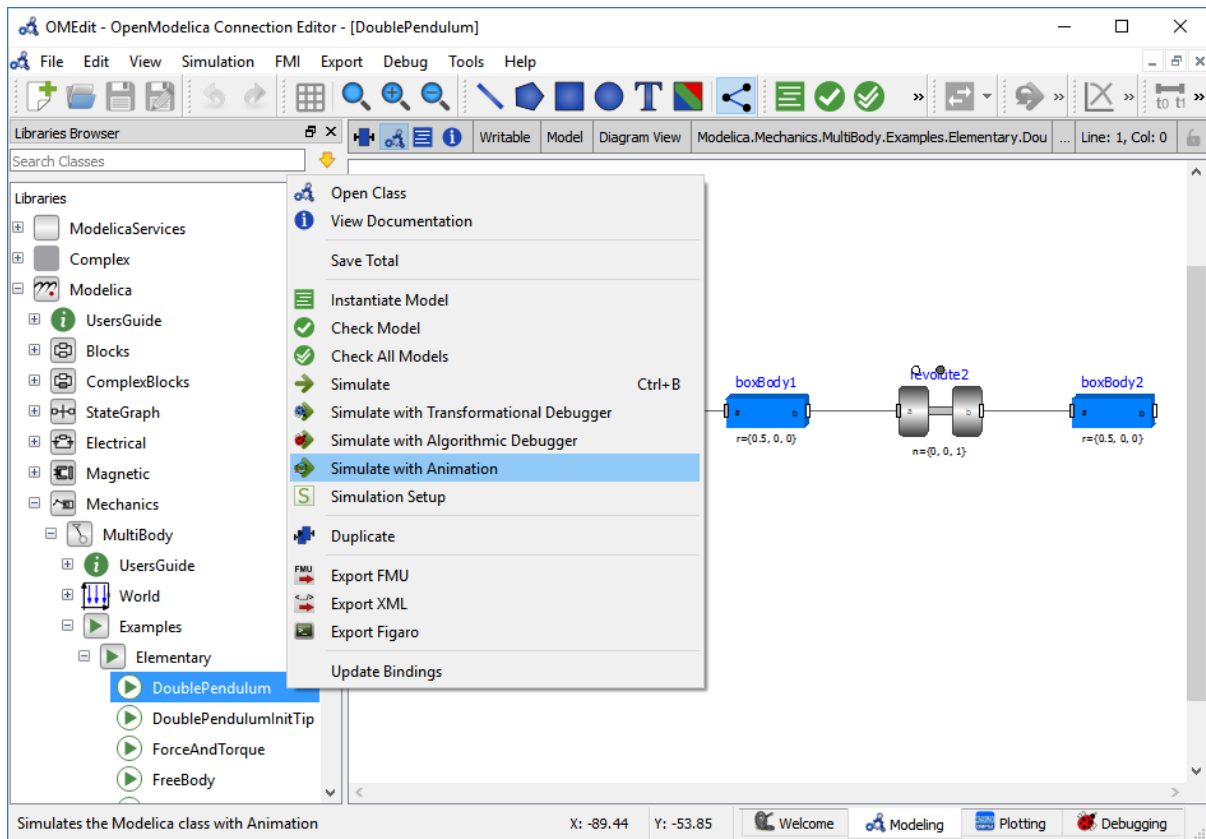 OMEdit - OpenModelica Connection Editor - [DoublePendulum]
File Edit View Simulation FMI Export Debug Tools Help
T » » » t0 t1 »
Libraries Browser
Writable Model Diagram View Modelica.Mechanics.MultiBody.Examples.Elementary.Dou ... Line: 1, Col: 0
Search Classes
Libraries
ModelicaServices
Complex
Modelica
UsersGuide
Blocks
ComplexBlocks
StateGraph
Electrical
Magnetic
Mechanics
MultiBody
UsersGuide
World
Examples
Elementary
DoublePendulum
DoublePendulumInitTip
ForceAndTorque
FreeBody
Open Class
View Documentation
Save Total
Instantiate Model
Check Model
Check All Models
Simulate Ctrl+B
Simulate with Transformational Debugger
Simulate with Algorithmic Debugger
Simulate with Animation
S Simulation Setup
Duplicate
FMU Export FMU
Export XML
Export Figaro
Update Bindings
boxBody1 revolute2 boxBody2
a b a b a b
r={0.5, 0, 0} n={0, 0, 1} r={0.5, 0, 0}
Simulates the Modelica class with Animation X: -89.44 Y: -53.85 Welcome Modeling Plotting Debugging